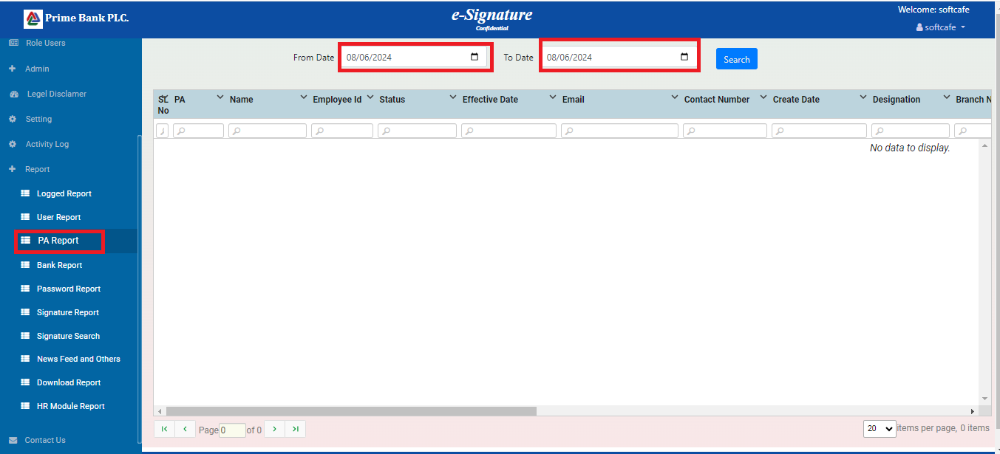 Prime Bank PLC.
e-Signature
Confidential
Welcome: softcafe
softcafe
Role Users
Admin
Legel Disclamer
Setting
Activity Log
Report
Logged Report
User Report
PA Report
Bank Report
Password Report
Signature Report
Signature Search
News Feed and Others
Download Report
HR Module Report
Contact Us
From Date 08/06/2024 To Date 08/06/2024 Search
SL No PA Name Employee Id Status Effective Date Email Contact Number Create Date Designation Branch N
No data to display.
Page 0 of 0
20 items per page, 0 items